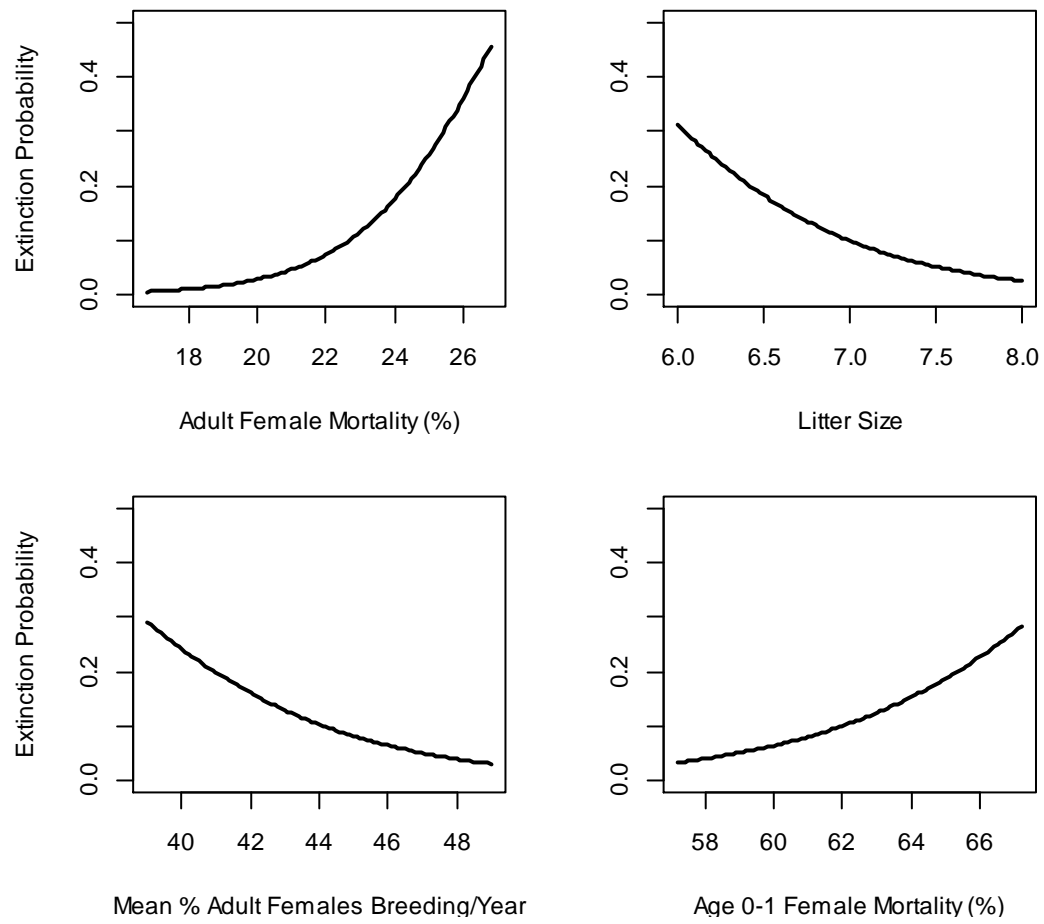 Extinction Probability
0.0 0.2 0.4
18 20 22 24 26
Adult Female Mortality (%)
0.0 0.2 0.4
6.0 6.5 7.0 7.5 8.0
Litter Size
Extinction Probability
0.0 0.2 0.4
40 42 44 46 48
Mean % Adult Females Breeding/Year
0.0 0.2 0.4
58 60 62 64 66
Age 0-1 Female Mortality (%)